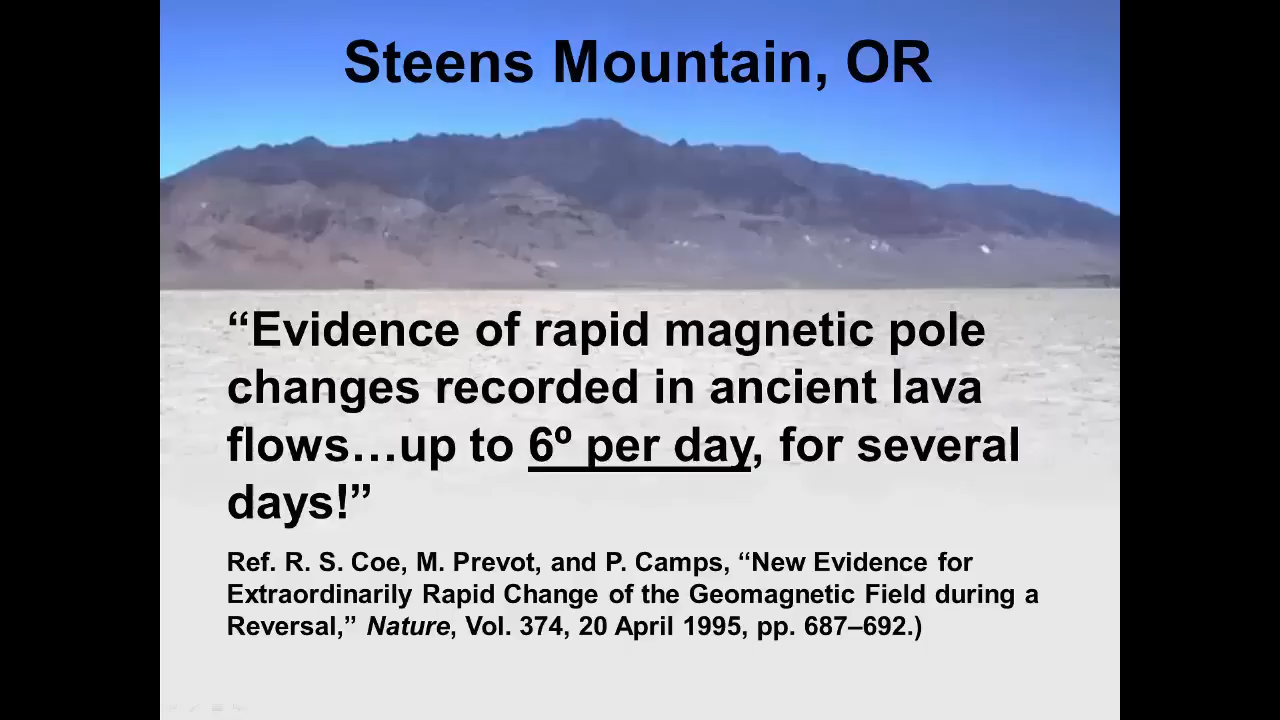 Steens Mountain, OR
“Evidence of rapid magnetic pole
changes recorded in ancient lava
flows…up to 6º per day, for several
days!”
Ref. R. S. Coe, M. Prevot, and P. Camps, “New Evidence for
Extraordinarily Rapid Change of the Geomagnetic Field during a
Reversal,” Nature, Vol. 374, 20 April 1995, pp. 687–692.)